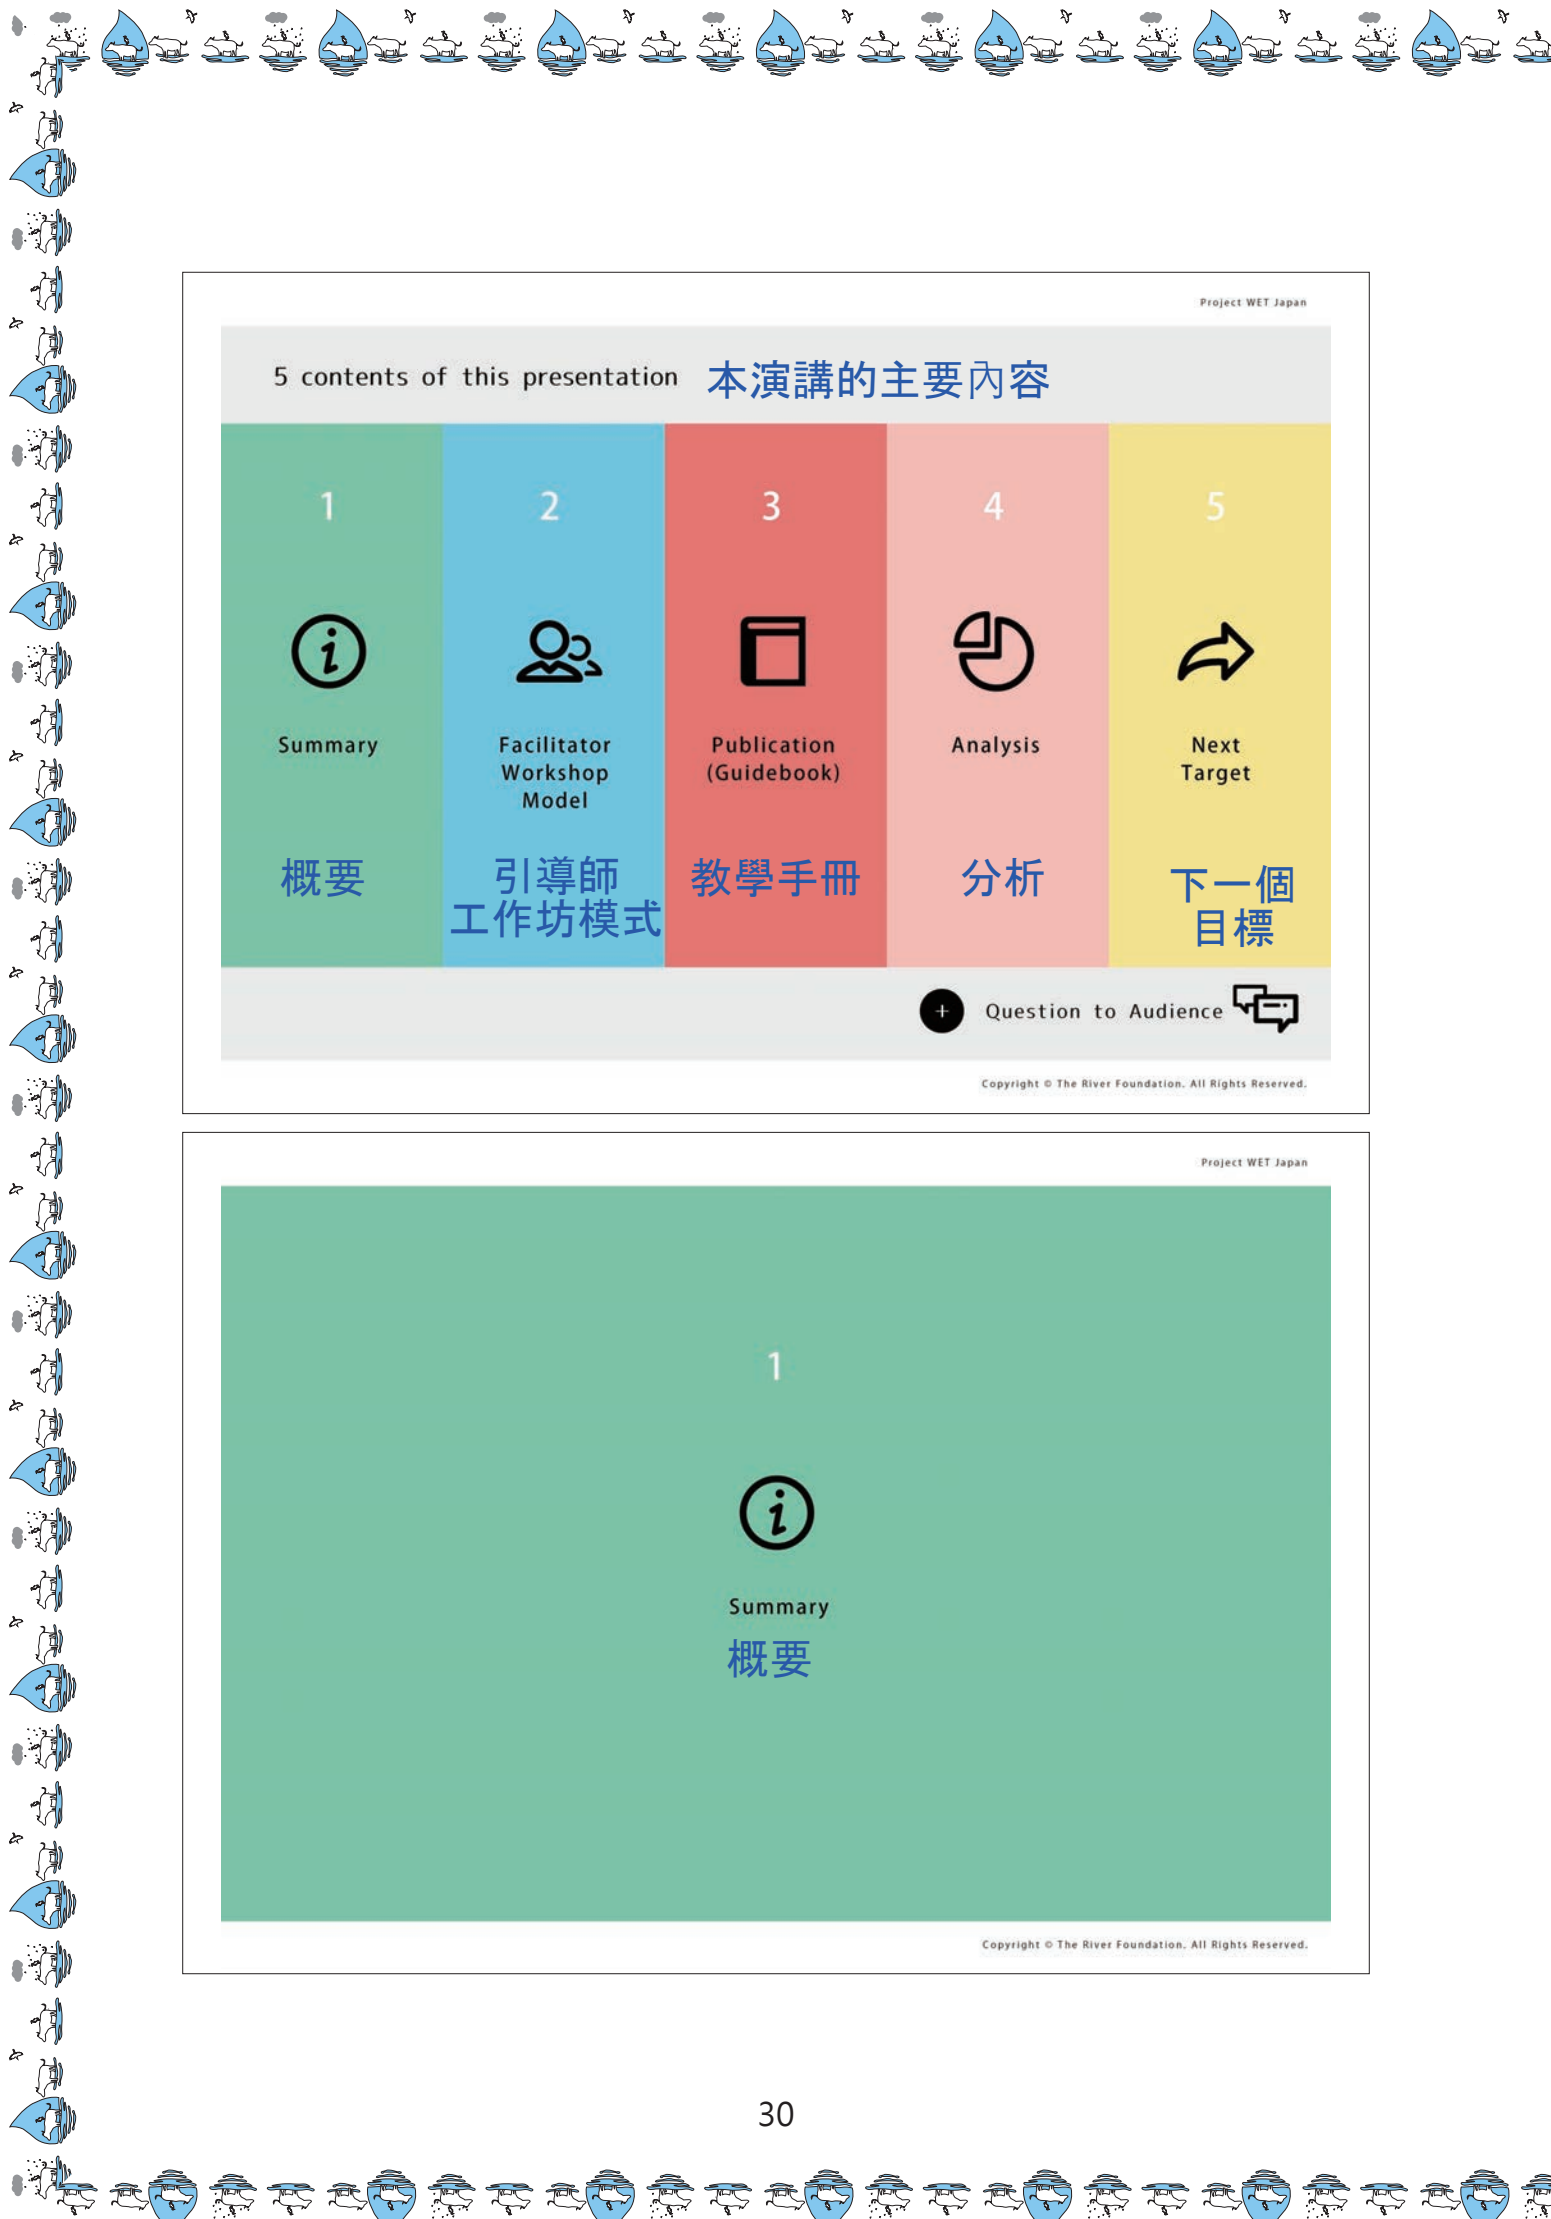 Project WET Japan
5 contents of this presentation 本演講的主要內容
1
2
3
4
5
Summary
Facilitator
Workshop
Model
Publication
(Guidebook)
Analysis
Next
Target
概要
引導師
工作坊模式
教學手冊
分析
下一個
目標
+ Question to Audience
Copyright © The River Foundation. All Rights Reserved.
Project WET Japan
1
Summary
概要
Copyright © The River Foundation. All Rights Reserved.
30